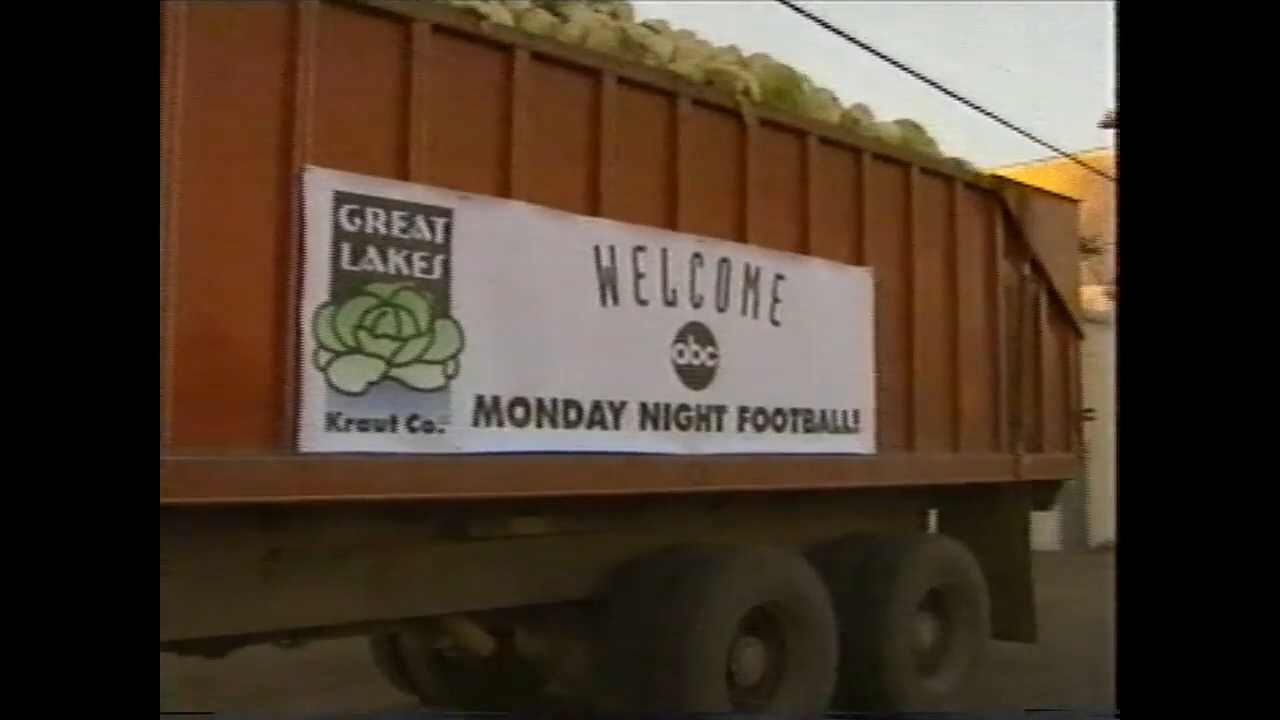 GREAT
LAKES
Kraut Co.
WELCOME
abc
MONDAY NIGHT FOOTBALL!